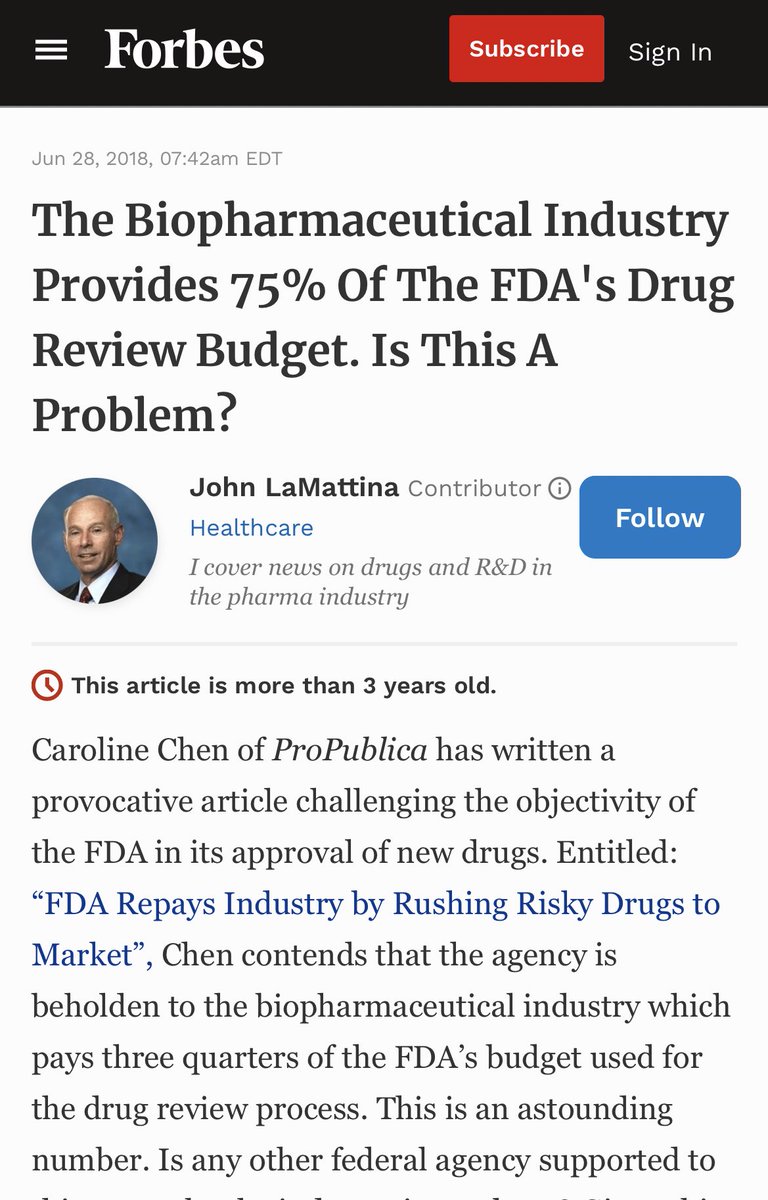 Forbes
Subscribe
Sign In
Jun 28, 2018, 07:42am EDT
The Biopharmaceutical Industry
Provides 75% Of The FDA's Drug
Review Budget. Is This A
Problem?
John LaMattina Contributor
Healthcare
I cover news on drugs and R&D in
the pharma industry
Follow
This article is more than 3 years old.
Caroline Chen of ProPublica has written a
provocative article challenging the objectivity of
the FDA in its approval of new drugs. Entitled:
“FDA Repays Industry by Rushing Risky Drugs to
Market”, Chen contends that the agency is
beholden to the biopharmaceutical industry which
pays three quarters of the FDA’s budget used for
the drug review process. This is an astounding
number. Is any other federal agency supported to